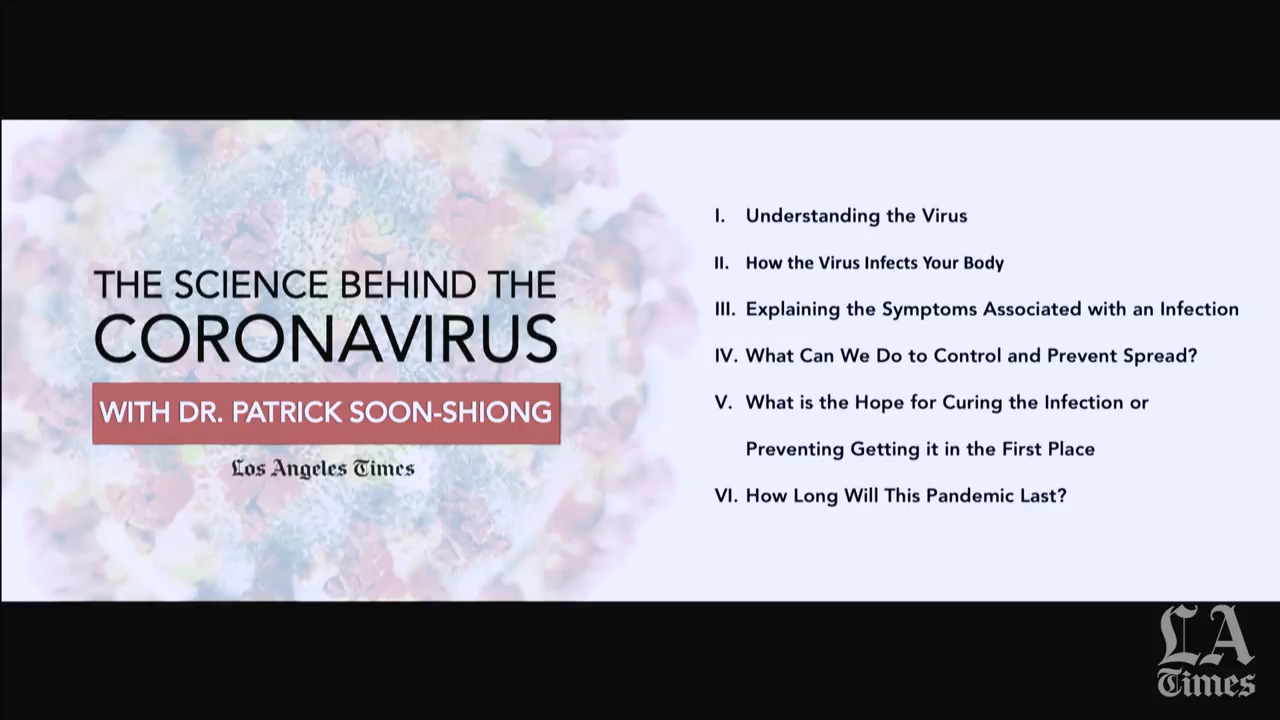 THE SCIENCE BEHIND THE
CORONAVIRUS
WITH DR. PATRICK SOON-SHIONG
Los Angeles Times
I. Understanding the Virus
II. How the Virus Infects Your Body
III. Explaining the Symptoms Associated with an Infection
IV. What Can We Do to Control and Prevent Spread?
V. What is the Hope for Curing the Infection or
Preventing Getting it in the First Place
VI. How Long Will This Pandemic Last?
LA
Times